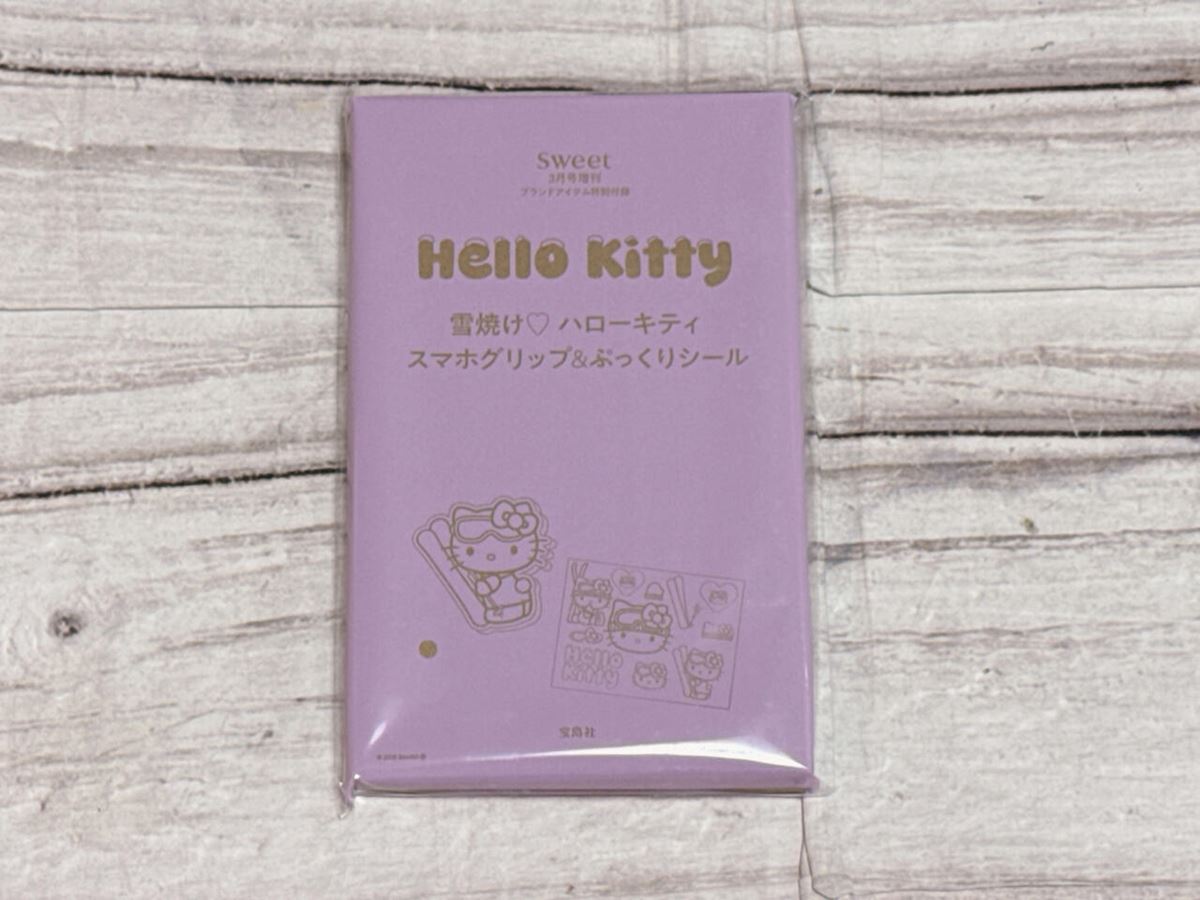 Sweet
3月号増刊
ブランドアイテム特別付録
Hello Kitty
雪焼け♡ ハローキティ
スマホグリップ&ぷっくりシール
Hello
Kitty
宝島社